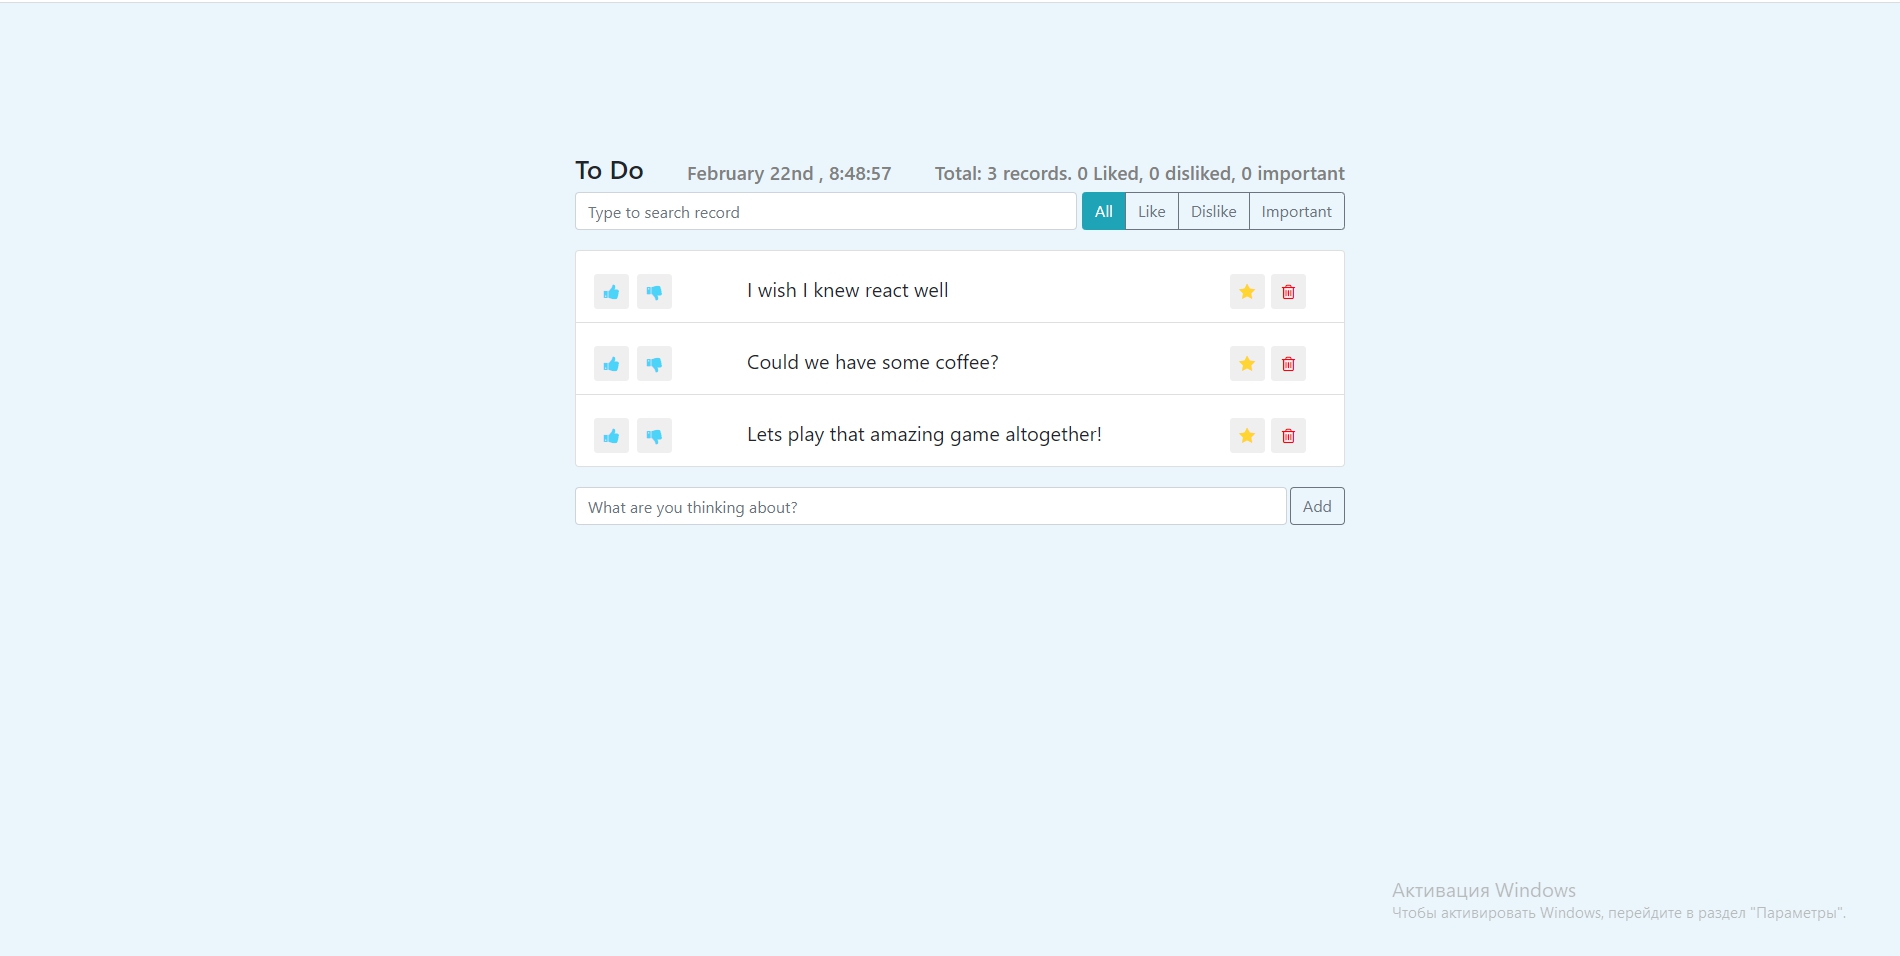 To Do February 22nd , 8:48:57 Total: 3 records. 0 Liked, 0 disliked, 0 important
Type to search record All Like Dislike Important
I wish I knew react well
Could we have some coffee?
Lets play that amazing game altogether!
What are you thinking about? Add
Активация Windows
Чтобы активировать Windows, перейдите в раздел "Параметры".